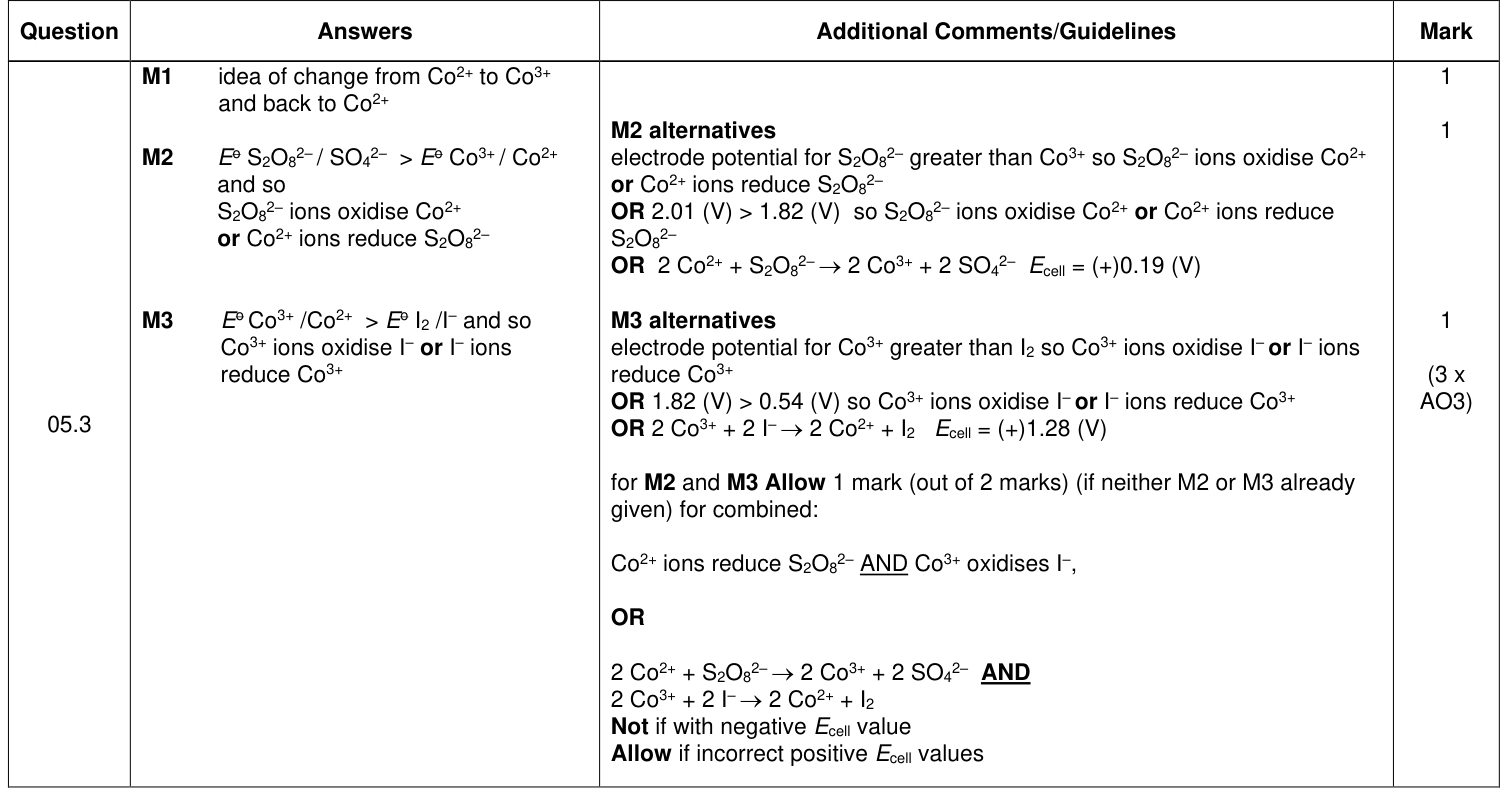 Question Answers Additional Comments/Guidelines Mark
M1 idea of change from Co²⁺ to Co³⁺ 1
and back to Co²⁺
M2 alternatives 1
M2 E⦵ S₂O₈²⁻ / SO₄²⁻ > E⦵ Co³⁺ / Co²⁺
and so
S₂O₈²⁻ ions oxidise Co²⁺
or Co²⁺ ions reduce S₂O₈²⁻
electrode potential for S₂O₈²⁻ greater than Co³⁺ so S₂O₈²⁻ ions oxidise Co²⁺
or Co²⁺ ions reduce S₂O₈²⁻
OR 2.01 (V) > 1.82 (V) so S₂O₈²⁻ ions oxidise Co²⁺ or Co²⁺ ions reduce
S₂O₈²⁻
OR 2 Co²⁺ + S₂O₈²⁻ → 2 Co³⁺ + 2 SO₄²⁻ Ecell = (+)0.19 (V)
M3 E⦵ Co³⁺ /Co²⁺ > E⦵ I₂ /I⁻ and so
Co³⁺ ions oxidise I⁻ or I⁻ ions
reduce Co³⁺
M3 alternatives 1
electrode potential for Co³⁺ greater than I₂ so Co³⁺ ions oxidise I⁻ or I⁻ ions
reduce Co³⁺ (3 x
OR 1.82 (V) > 0.54 (V) so Co³⁺ ions oxidise I⁻ or I⁻ ions reduce Co³⁺ AO3)
05.3
OR 2 Co³⁺ + 2 I⁻ → 2 Co²⁺ + I₂ Ecell = (+)1.28 (V)
for M2 and M3 Allow 1 mark (out of 2 marks) (if neither M2 or M3 already
given) for combined:
Co²⁺ ions reduce S₂O₈²⁻ AND Co³⁺ oxidises I⁻,
OR
2 Co²⁺ + S₂O₈²⁻ → 2 Co³⁺ + 2 SO₄²⁻ AND
2 Co³⁺ + 2 I⁻ → 2 Co²⁺ + I₂
Not if with negative Ecell value
Allow if incorrect positive Ecell values